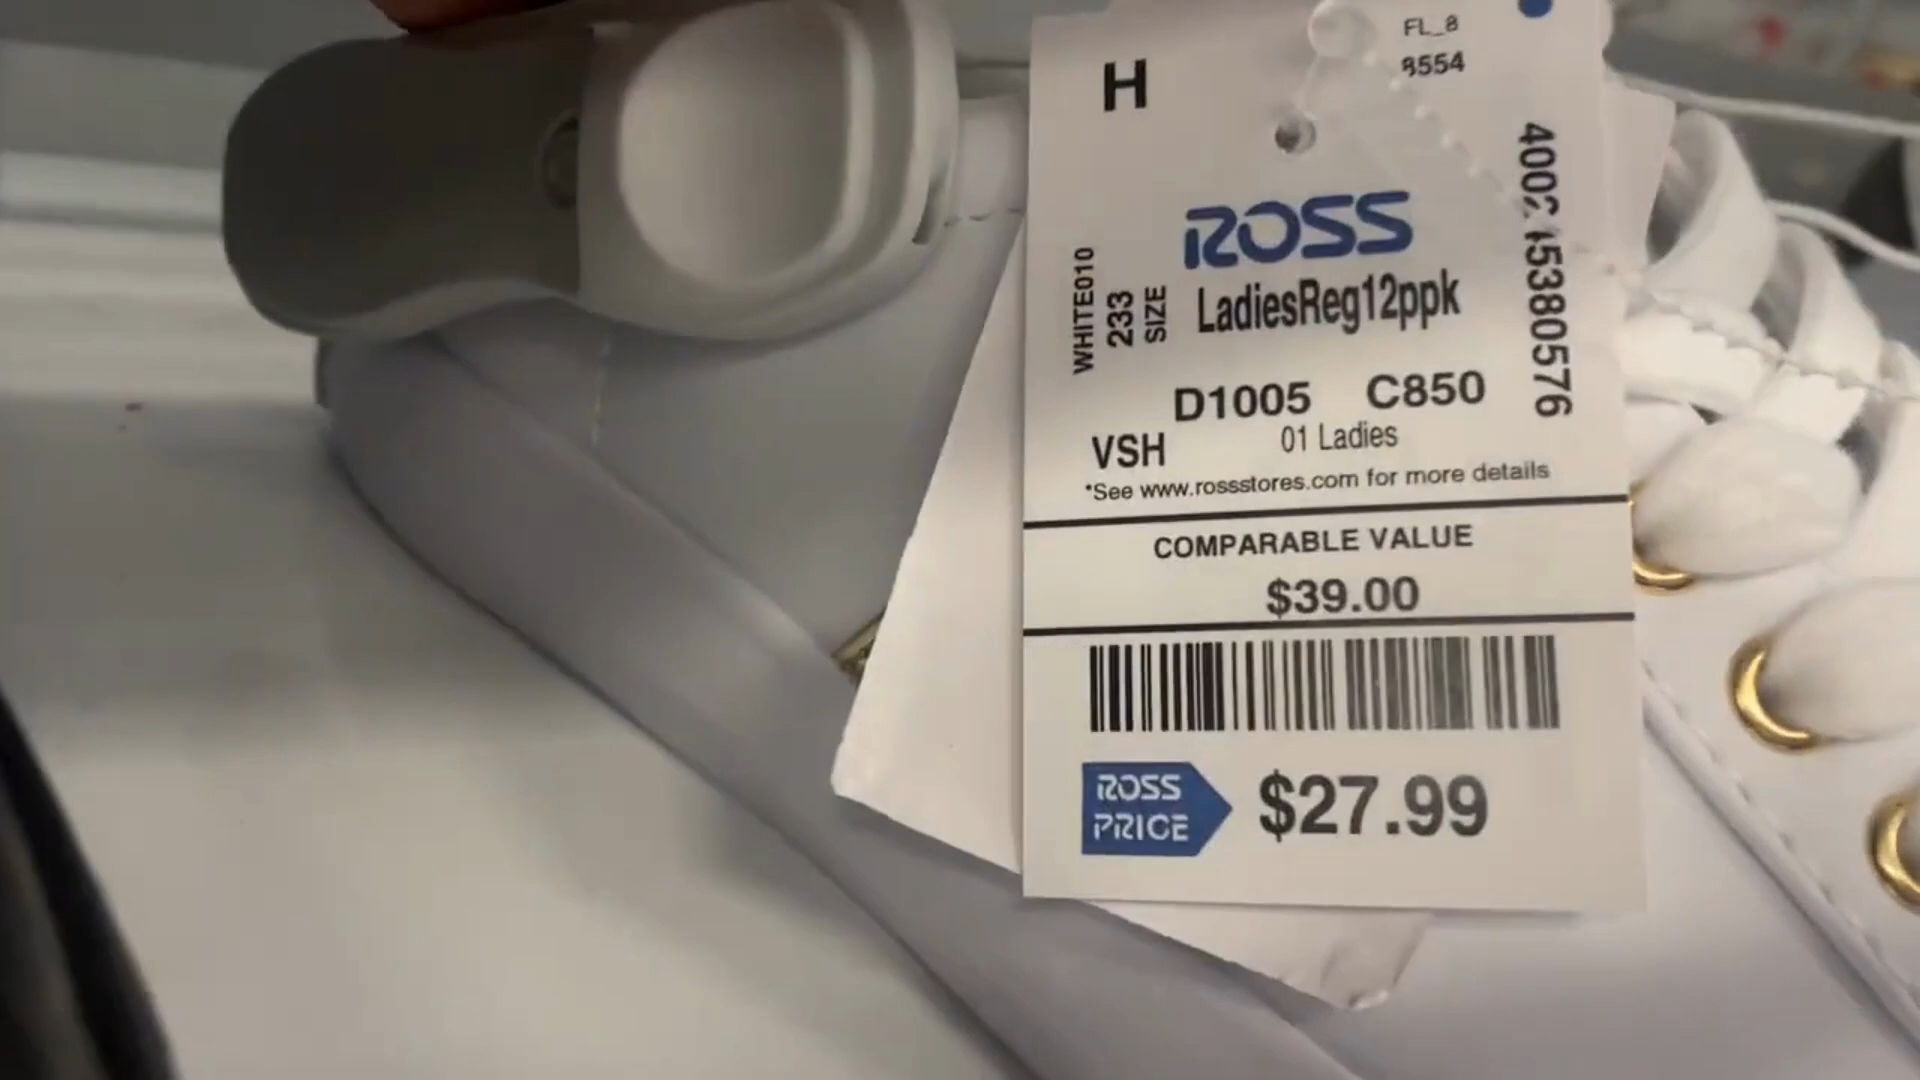 FL_8
H
8554
ROSS
LadiesReg12ppk
WHITE010
233
SIZE
D1005 C850
VSH
01 Ladies
*See www.rossstores.com for more details
COMPARABLE VALUE
$39.00
ROSS
PRICE
$27.99